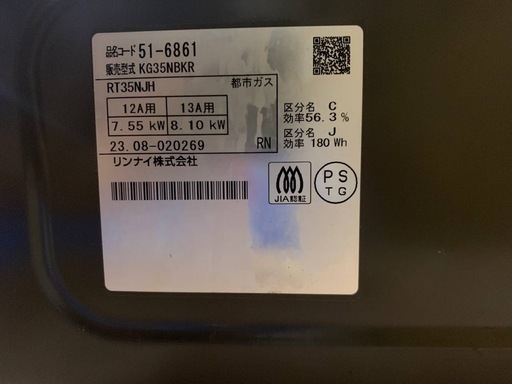 品名コード 51-6861
販売型式 KG35NBKR
RT35NJH 都市ガス
12A用 13A用
7.55 kW 8.10 kW
23.08-020269 RN
リンナイ株式会社
区分名 C
効率56.3%
区分名 J
効率 180 Wh
JIA認証
PS
TG